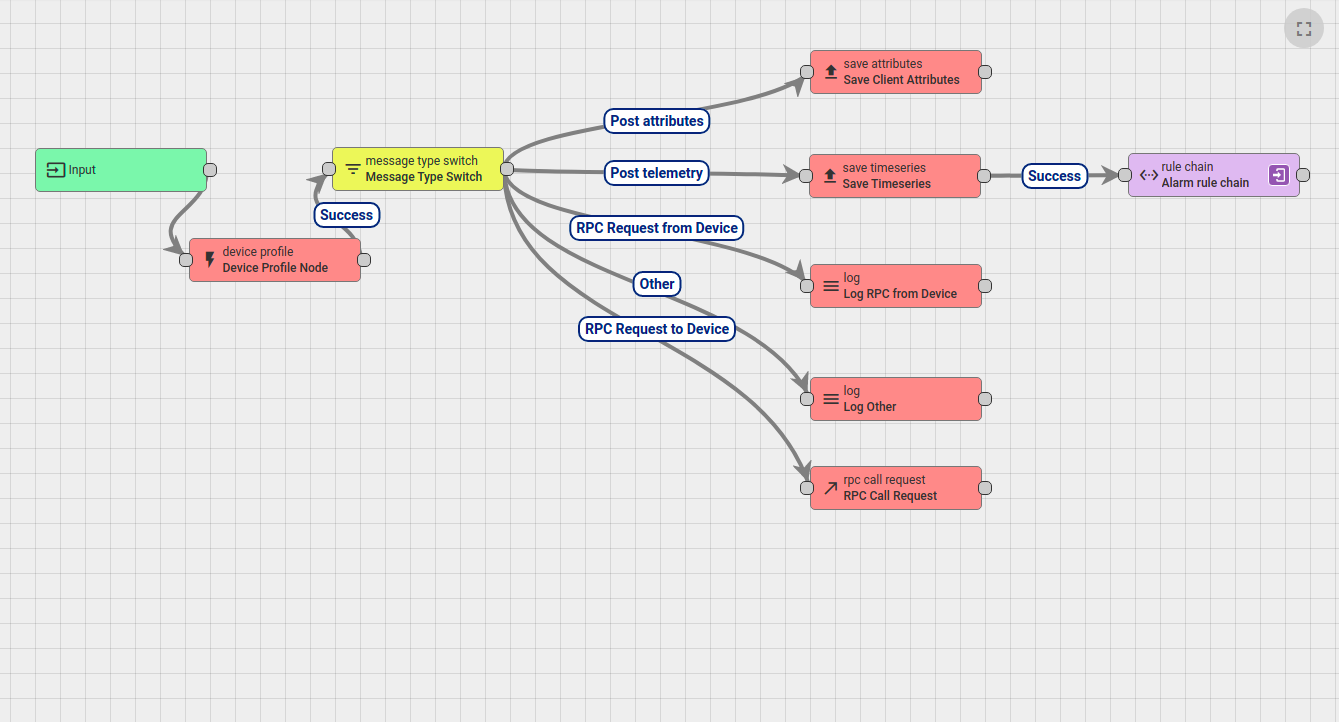 save attributes
Save Client Attributes
Post attributes
Input
message type switch
Message Type Switch
Post telemetry
save timeseries
Save Timeseries
Success
rule chain
Alarm rule chain
Success
device profile
Device Profile Node
RPC Request from Device
log
Log RPC from Device
Other
RPC Request to Device
log
Log Other
rpc call request
RPC Call Request